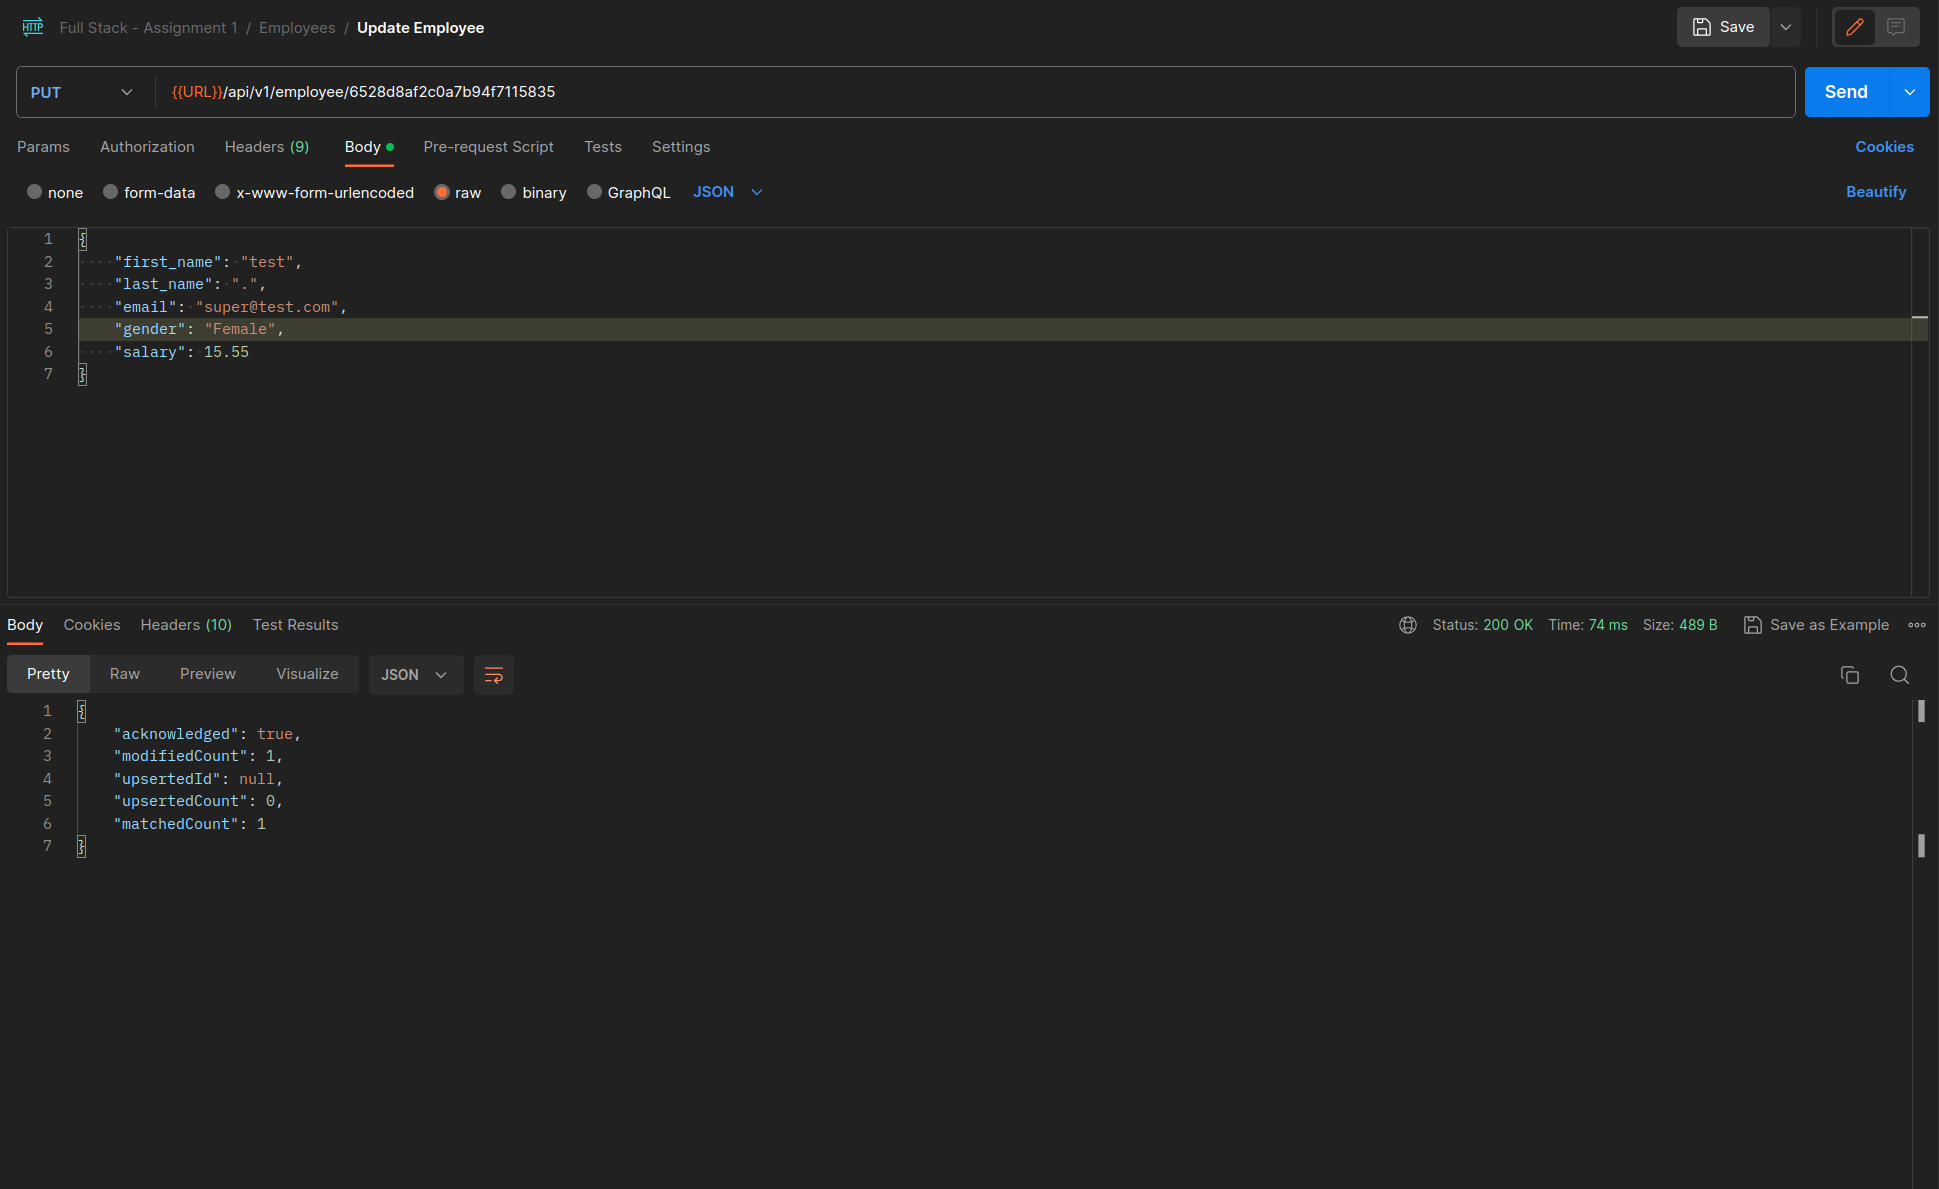 HTTP Full Stack - Assignment 1 / Employees / Update Employee Save
PUT {{URL}}/api/v1/employee/6528d8af2c0a7b94f7115835 Send
Params Authorization Headers (9) Body Pre-request Script Tests Settings Cookies
none form-data x-www-form-urlencoded raw binary GraphQL JSON Beautify
1 {
2 ····"first_name":·"test",
3 ····"last_name":·".",
4 ····"email":·"super@test.com",
5 ····"gender":·"Female",
6 ····"salary":·15.55
7 }
Body Cookies Headers (10) Test Results Status: 200 OK Time: 74 ms Size: 489 B Save as Example
Pretty Raw Preview Visualize JSON
1 {
2 "acknowledged": true,
3 "modifiedCount": 1,
4 "upsertedId": null,
5 "upsertedCount": 0,
6 "matchedCount": 1
7 }